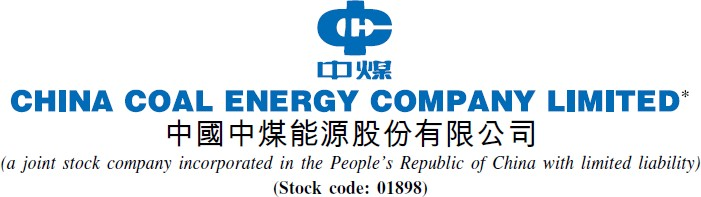 中煤
CHINA COAL ENERGY COMPANY LIMITED*
中國中煤能源股份有限公司
(a joint stock company incorporated in the People's Republic of China with limited liability)
(Stock code: 01898)